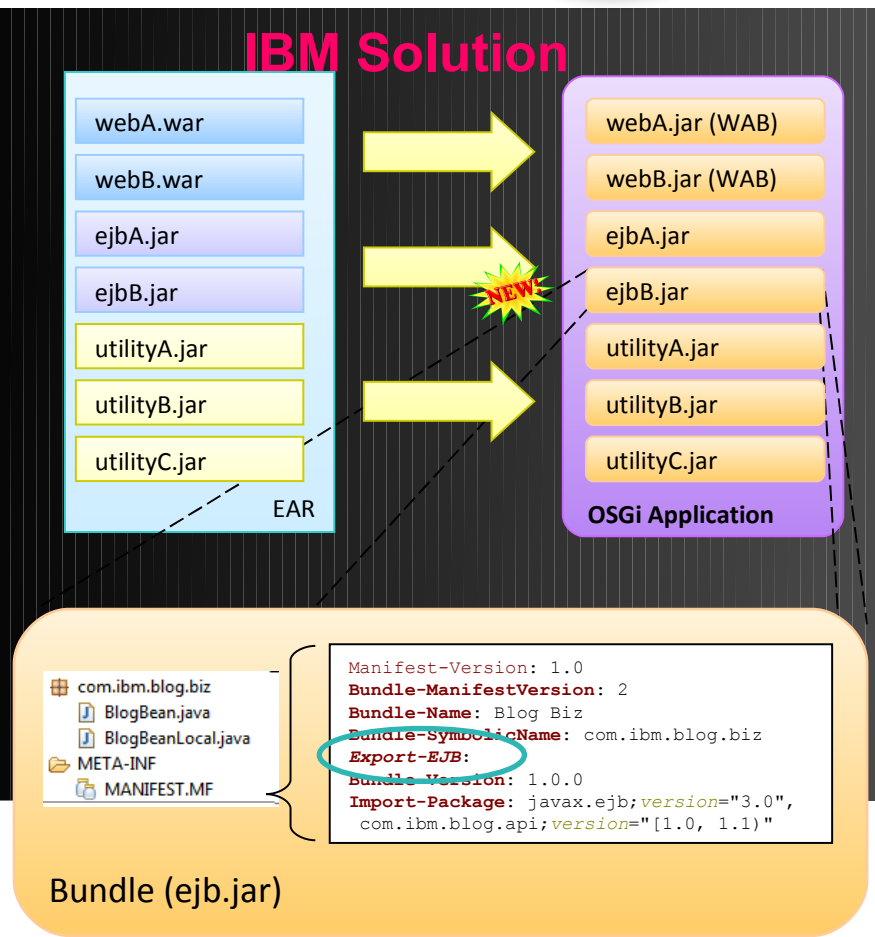 IBM Solution
webA.war
webB.war
ejbA.jar
ejbB.jar
utilityA.jar
utilityB.jar
utilityC.jar
EAR
NEW!
webA.jar (WAB)
webB.jar (WAB)
ejbA.jar
ejbB.jar
utilityA.jar
utilityB.jar
utilityC.jar
OSGi Application
com.ibm.blog.biz
BlogBean.java
BlogBeanLocal.java
META-INF
MANIFEST.MF
Manifest-Version: 1.0
Bundle-ManifestVersion: 2
Bundle-Name: Blog Biz
Bundle-SymbolicName: com.ibm.blog.biz
Export-EJB:
Bundle-Version: 1.0.0
Import-Package: javax.ejb;version="3.0",
com.ibm.blog.api;version="[1.0, 1.1)"
Bundle (ejb.jar)